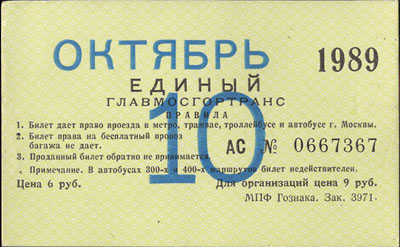 ОКТЯБРЬ 1989
ЕДИНЫЙ
ГЛАВМОСГОРТРАНС
10
ПРАВИЛА
1. Билет дает право проезда в метро, трамвае, троллейбусе и автобусе г. Москвы.
2. Билет права на бесплатный провоз
багажа не дает.
АС № 0667367
3. Проданный билет обратно не принимается.
Примечание. В автобусах 300-х и 400-х маршрутов билет недействителен.
Цена 6 руб. Для организаций цена 9 руб.
МПФ Гознака. Зак. 3971.